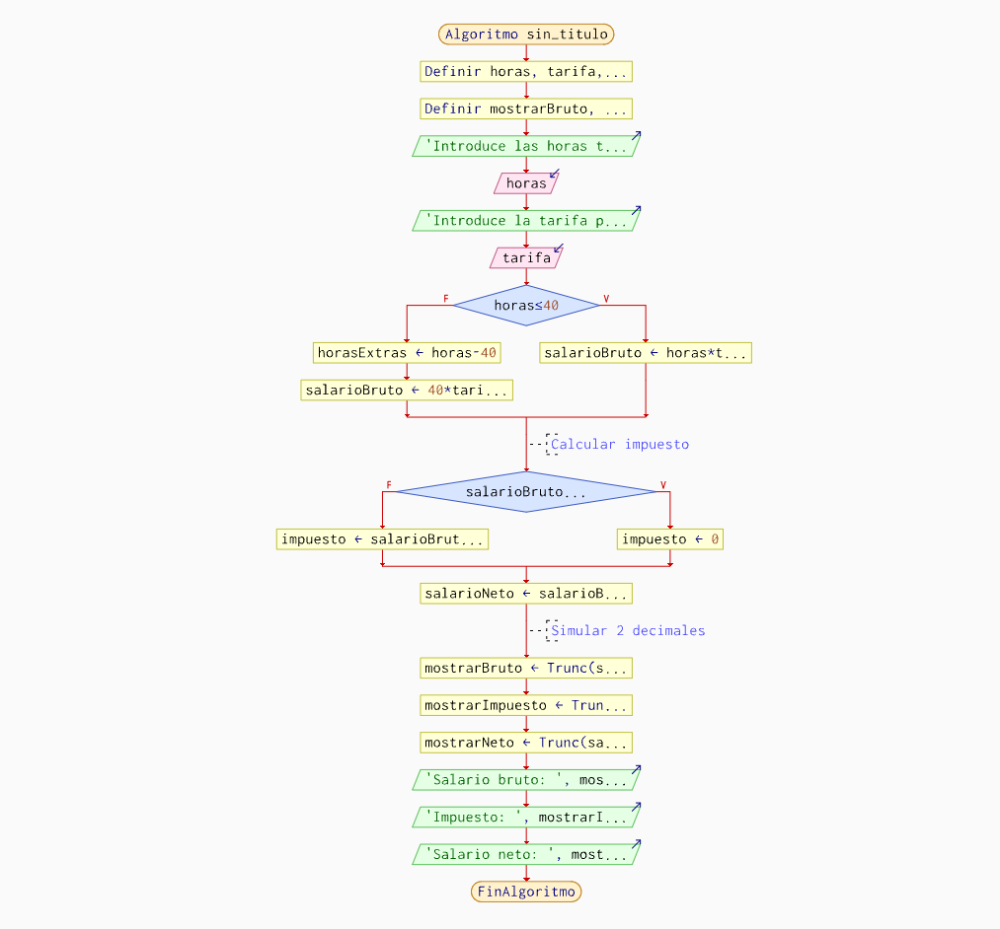 Algoritmo sin_titulo
Definir horas, tarifa,...
Definir mostrarBruto, ...
'Introduce las horas t...
horas
'Introduce la tarifa p...
tarifa
F
horas≤40
V
horasExtras ← horas-40
salarioBruto ← horas*t...
salarioBruto ← 40*tari...
Calcular impuesto
F
salarioBruto...
V
impuesto ← salarioBrut...
impuesto ← 0
salarioNeto ← salarioB...
Simular 2 decimales
mostrarBruto ← Trunc(s...
mostrarImpuesto ← Trun...
mostrarNeto ← Trunc(sa...
'Salario bruto: ', mos...
'Impuesto: ', mostrarI...
'Salario neto: ', most...
FinAlgoritmo